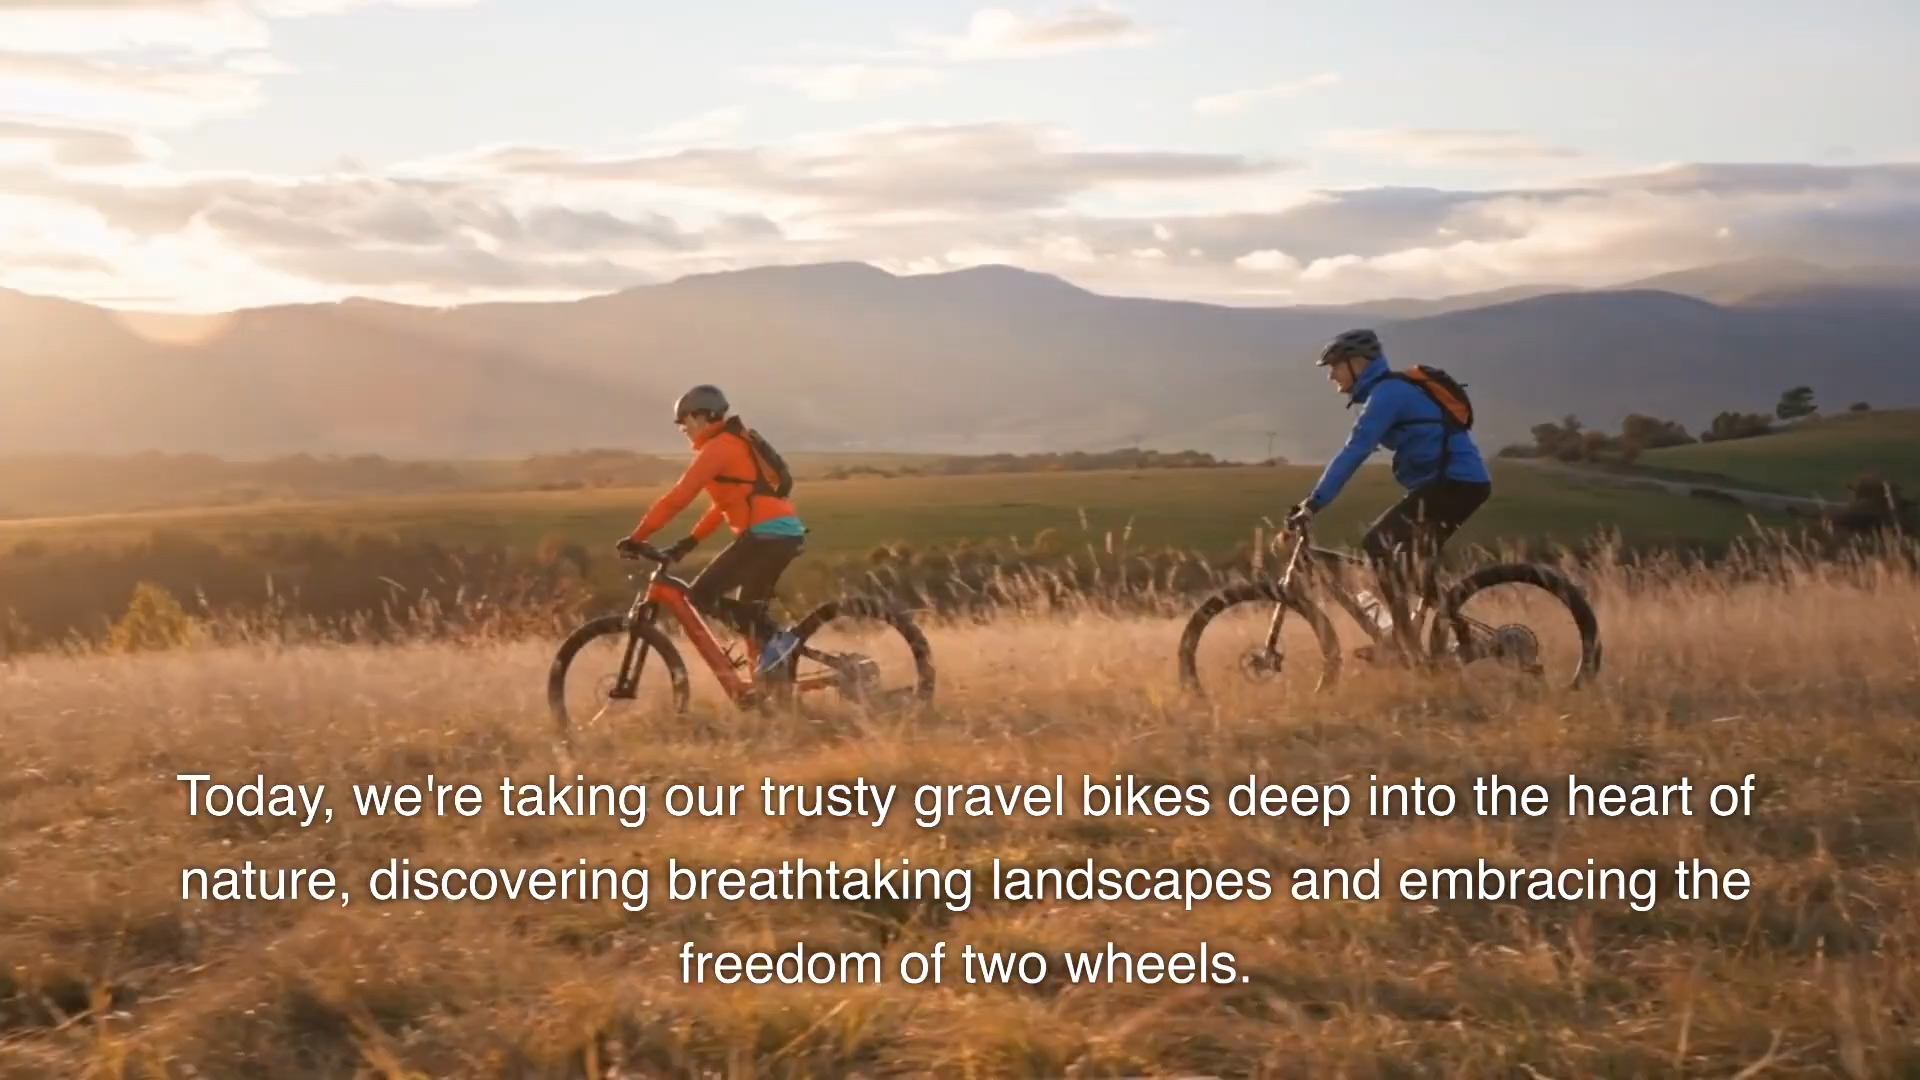 Today, we're taking our trusty gravel bikes deep into the heart of
nature, discovering breathtaking landscapes and embracing the
freedom of two wheels.